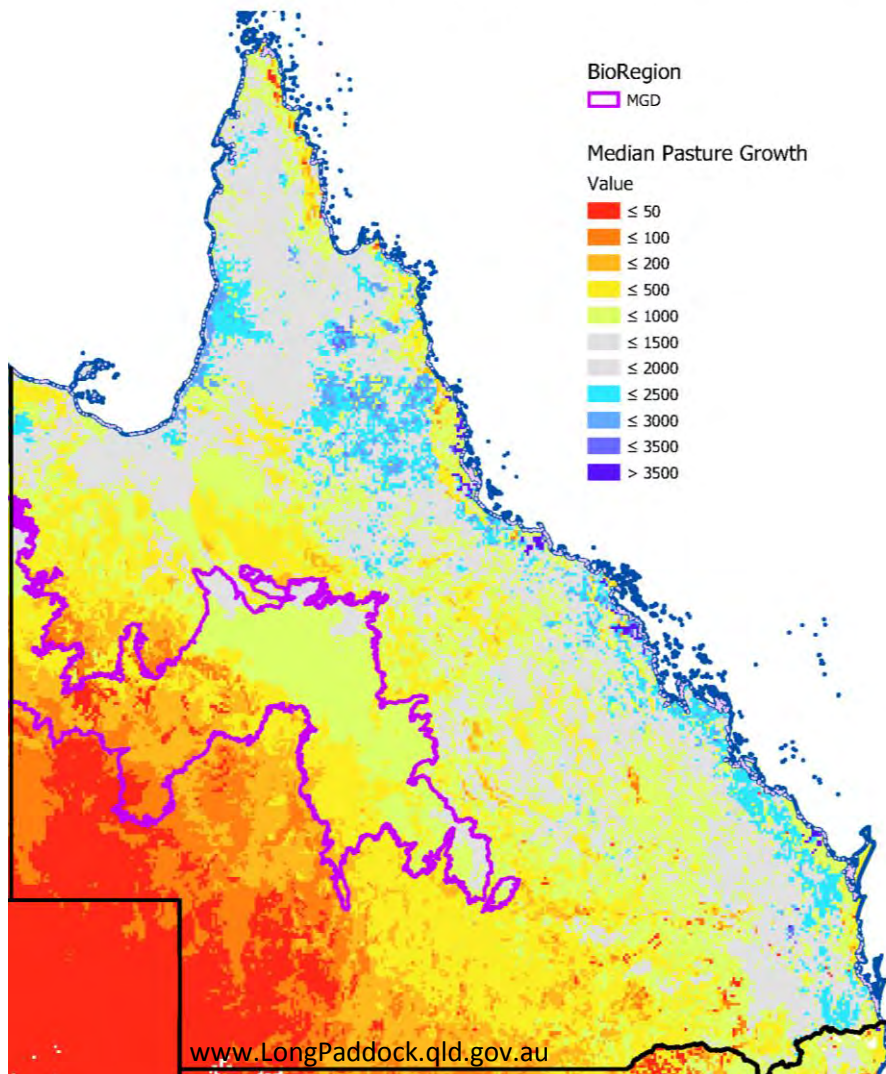 BioRegion
MGD
Median Pasture Growth
Value
≤ 50
≤ 100
≤ 200
≤ 500
≤ 1000
≤ 1500
≤ 2000
≤ 2500
≤ 3000
≤ 3500
> 3500
www.LongPaddock.qld.gov.au